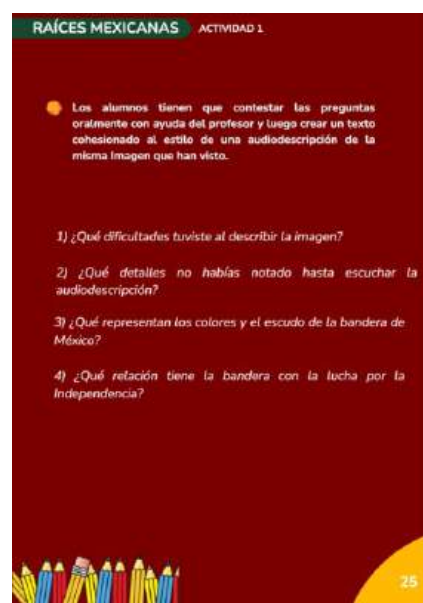 RAÍCES MEXICANAS ACTIVIDAD 1
Los alumnos tienen que contestar las preguntas
oralmente con ayuda del profesor y luego crear un texto
cohesionado al estilo de una audiodescripción de la
misma imagen que han visto.
1) ¿Qué dificultades tuviste al describir la imagen?
2) ¿Qué detalles no habías notado hasta escuchar la
audiodescripción?
3) ¿Qué representan los colores y el escudo de la bandera de
México?
4) ¿Qué relación tiene la bandera con la lucha por la
Independencia?
25